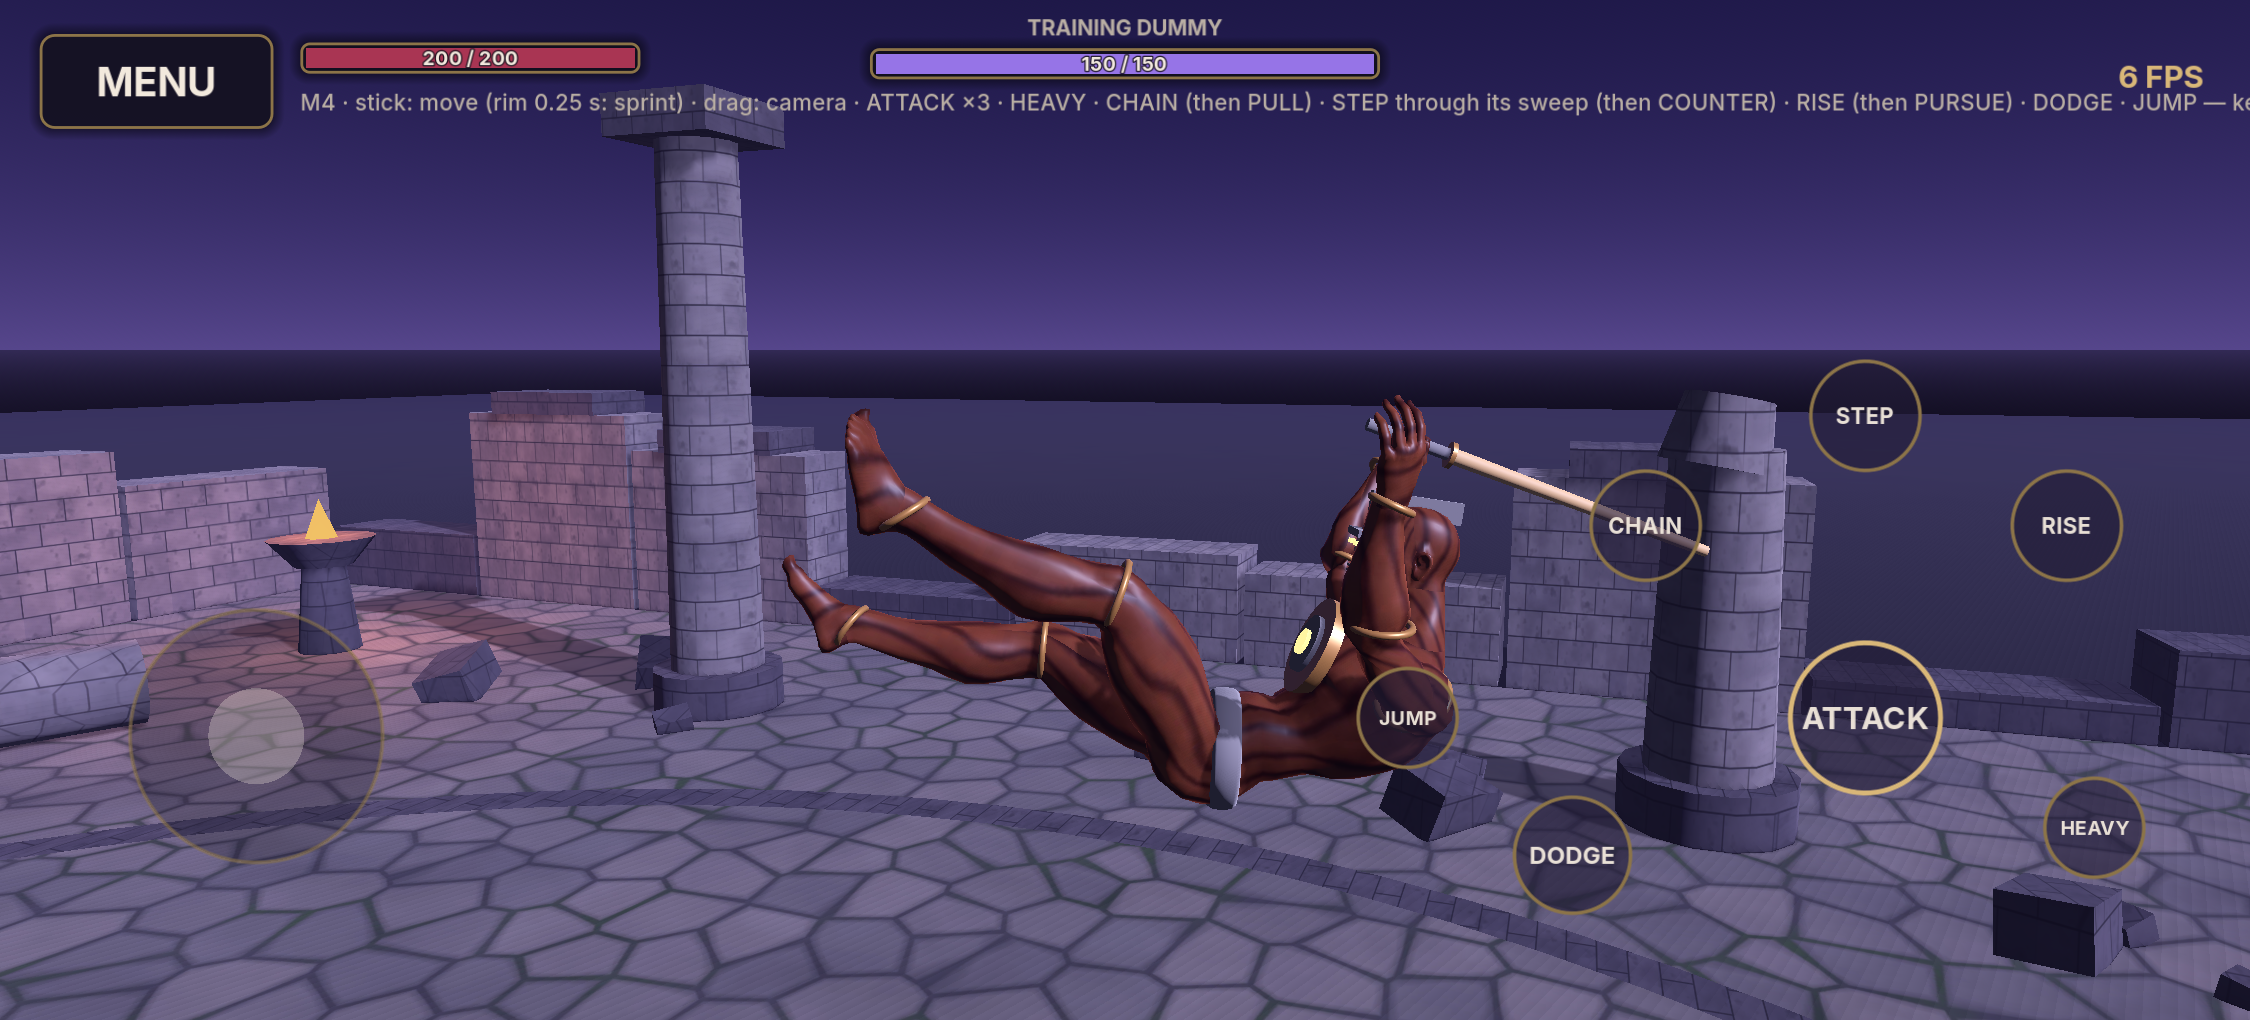 MENU
200 / 200
TRAINING DUMMY
150 / 150
6 FPS
M4 · stick: move (rim 0.25 s: sprint) · drag: camera · ATTACK ×3 · HEAVY · CHAIN (then PULL) · STEP through its sweep (then COUNTER) · RISE (then PURSUE) · DODGE · JUMP — ke
STEP
CHAIN
RISE
JUMP
ATTACK
DODGE
HEAVY